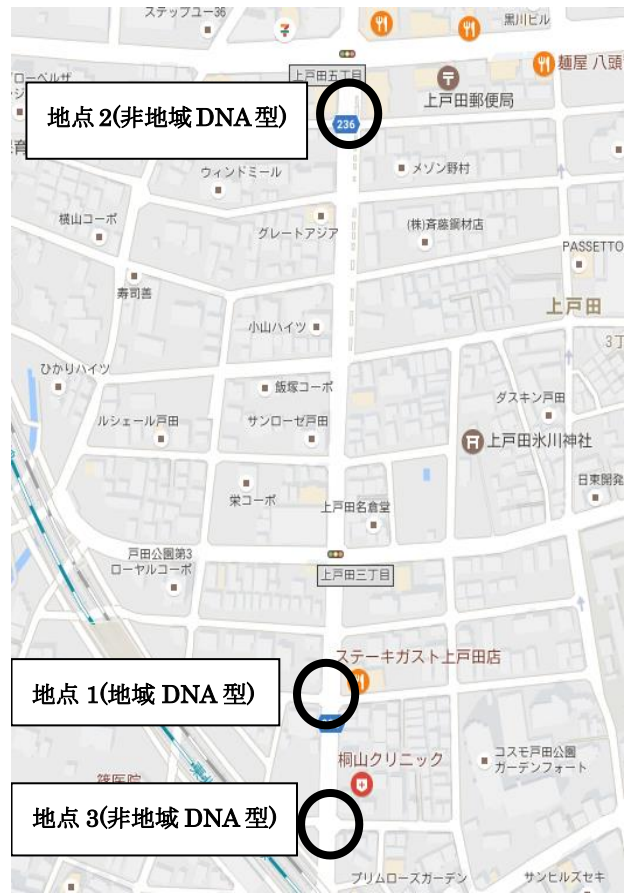 ステップユー36
黒川ビル
麺屋 八頭
上戸田五丁目
上戸田郵便局
地点 2(非地域 DNA 型)
236
ウィンドミール
メゾン野村
横山コーポ
グレートアジア
(株)斉藤鋼材店
PASSETTO
寿司善
上戸田
小山ハイツ
ひかりハイツ
飯塚コーポ
ダスキン戸田
ルシェール戸田
サンローゼ戸田
上戸田氷川神社
栄コーポ
上戸田名倉堂
日東開発
戸田公園第3
ローヤルコーポ
上戸田三丁目
ステーキガスト上戸田店
地点 1(地域 DNA 型)
桐山クリニック
コスモ戸田公園
ガーデンフォート
地点 3(非地域 DNA 型)
プリムローズガーデン
サンヒルズセキ